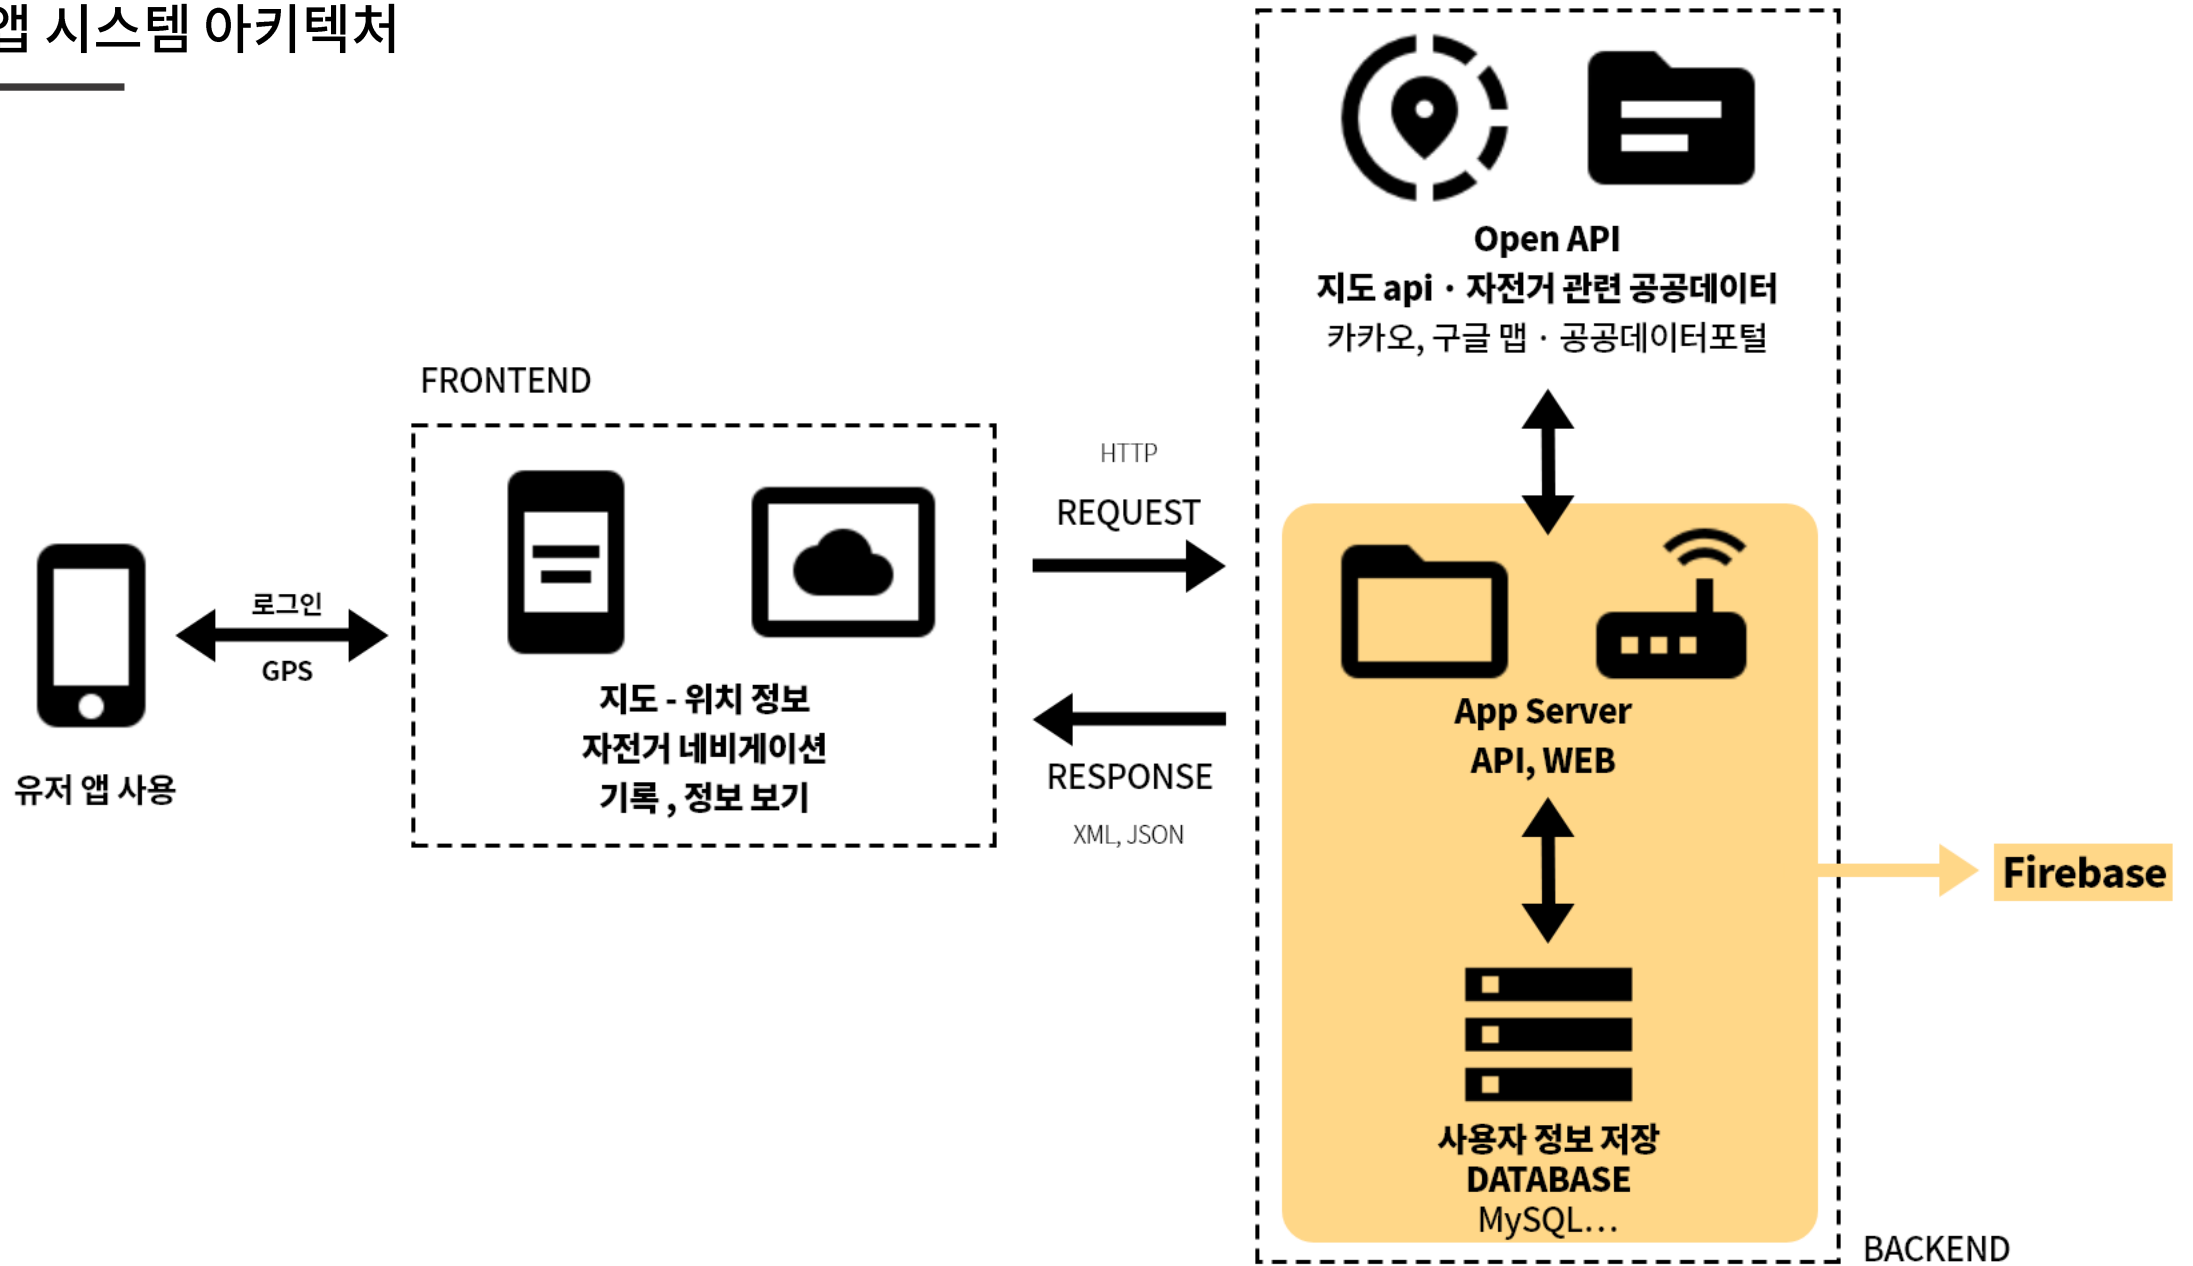 앱 시스템 아키텍처
유저 앱 사용
로그인
GPS
FRONTEND
지도 - 위치 정보
자전거 네비게이션
기록 , 정보 보기
HTTP
REQUEST
RESPONSE
XML, JSON
Open API
지도 api · 자전거 관련 공공데이터
카카오, 구글 맵 · 공공데이터포털
App Server
API, WEB
사용자 정보 저장
DATABASE
MySQL...
Firebase
BACKEND